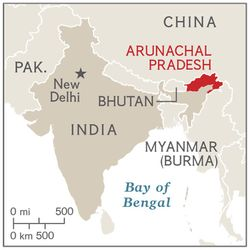 CHINA
ARUNACHAL
PRADESH
PAK.
New
Delhi
BHUTAN
INDIA
MYANMAR
(BURMA)
Bay of
Bengal
0 mi 500
0 km 500